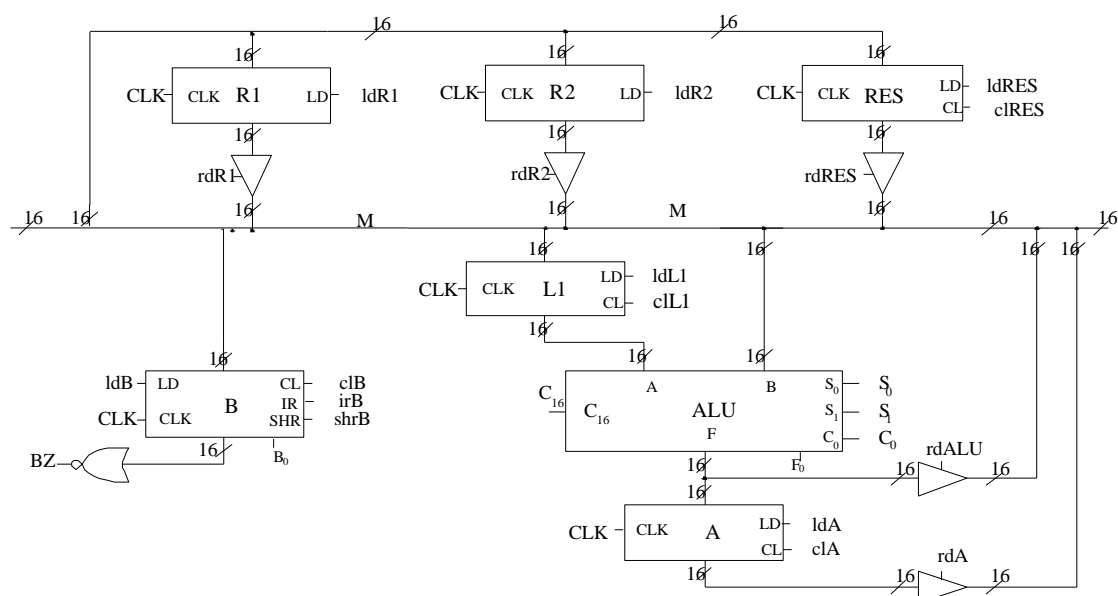 16 16
16 16 16
CLK CLK R1 LD ldR1 CLK CLK R2 LD ldR2 CLK CLK RES LD ldRES
CL clRES
16 16 16
rdR1 rdR2 rdRES
16 16 16 16 16 M M 16 16
16 16 16 16
CLK CLK L1 LD ldL1
CL clL1
16
16 16 16
ldB LD CL clB
IR irB
CLK CLK B SHR shrB
16 B0
BZ
A B S0 S0
C16 C16 ALU S1 S1
F C0 C0
F0
rdALU
16 16
16
CLK CLK A LD ldA
CL clA
rdA
16 16 16